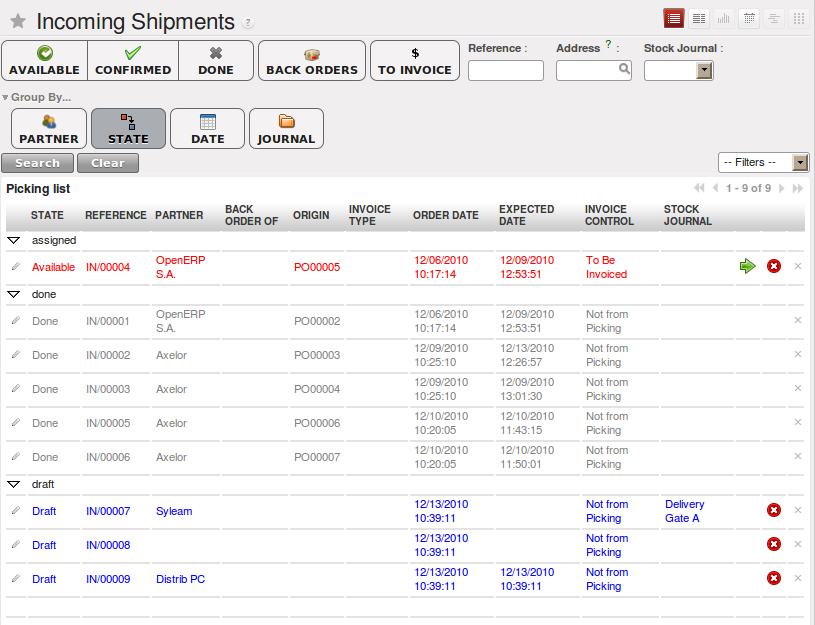 Incoming Shipments ?
AVAILABLE CONFIRMED DONE BACK ORDERS $ TO INVOICE Reference : Address ? : Stock Journal :
Group By...
PARTNER STATE DATE JOURNAL
Search Clear -- Filters --
Picking list 1 - 9 of 9
STATE REFERENCE PARTNER BACK ORDER OF ORIGIN INVOICE TYPE ORDER DATE EXPECTED DATE INVOICE CONTROL STOCK JOURNAL
assigned
Available IN/00004 OpenERP S.A. PO00005 12/06/2010 10:17:14 12/09/2010 12:53:51 To Be Invoiced
done
Done IN/00001 OpenERP S.A. PO00002 12/06/2010 10:17:14 12/09/2010 12:53:51 Not from Picking
Done IN/00002 Axelor PO00003 12/09/2010 10:25:10 12/13/2010 12:26:57 Not from Picking
Done IN/00003 Axelor PO00004 12/09/2010 10:25:10 12/09/2010 13:01:30 Not from Picking
Done IN/00005 Axelor PO00006 12/10/2010 10:20:05 12/10/2010 11:43:15 Not from Picking
Done IN/00006 Axelor PO00007 12/10/2010 10:20:05 12/10/2010 11:50:01 Not from Picking
draft
Draft IN/00007 Syleam 12/13/2010 10:39:11 Not from Picking Delivery Gate A
Draft IN/00008 12/13/2010 10:39:11 Not from Picking
Draft IN/00009 Distrib PC 12/13/2010 10:39:11 12/13/2010 10:39:11 Not from Picking